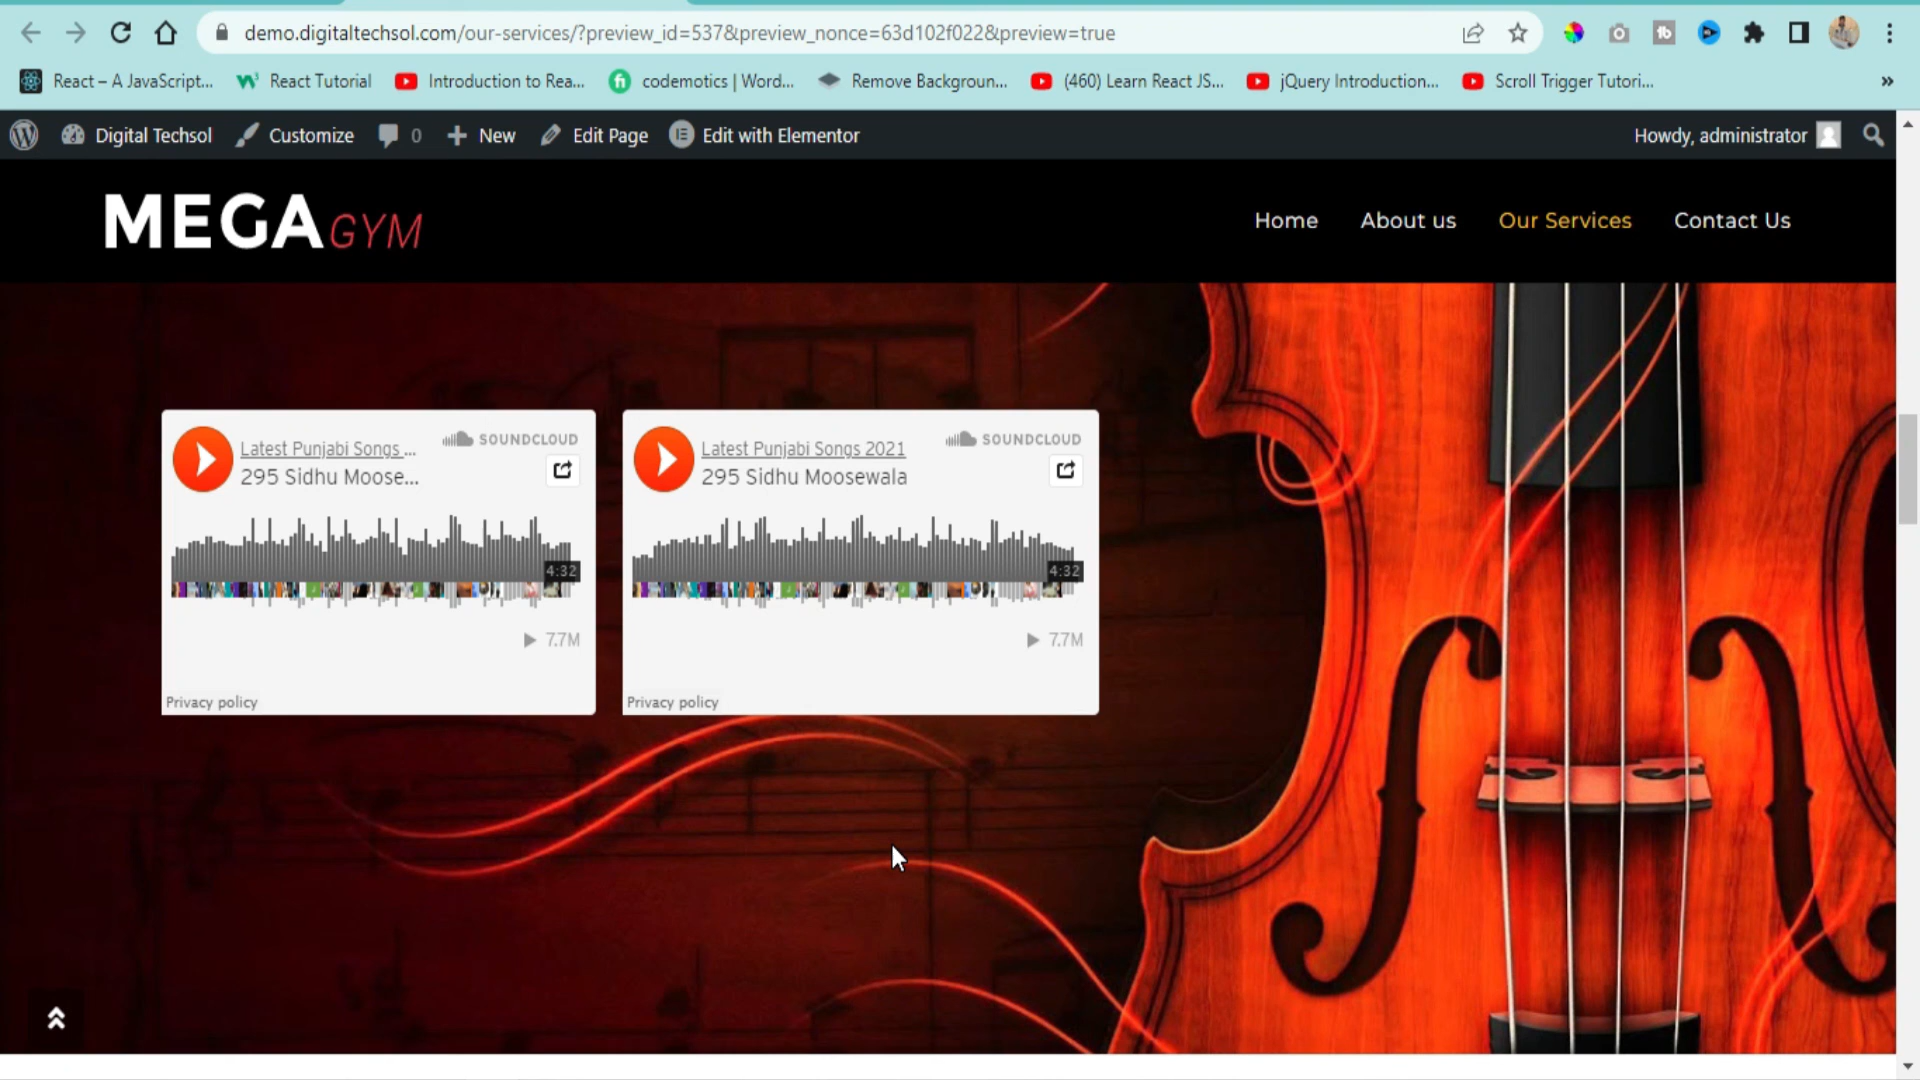 demo.digitaltechsol.com/our-services/?preview_id=537&preview_nonce=63d102f022&preview=true
React – A JavaScript... React Tutorial Introduction to Rea... codemotics | Word... Remove Backgroun... (460) Learn React JS... jQuery Introduction... Scroll Trigger Tutori... »
Digital Techsol Customize 0 New Edit Page Edit with Elementor Howdy, administrator
MEGA GYM Home About us Our Services Contact Us
Latest Punjabi Songs ... SOUNDCLOUD
295 Sidhu Moose...
4:32
7.7M
Privacy policy
Latest Punjabi Songs 2021 SOUNDCLOUD
295 Sidhu Moosewala
4:32
7.7M
Privacy policy